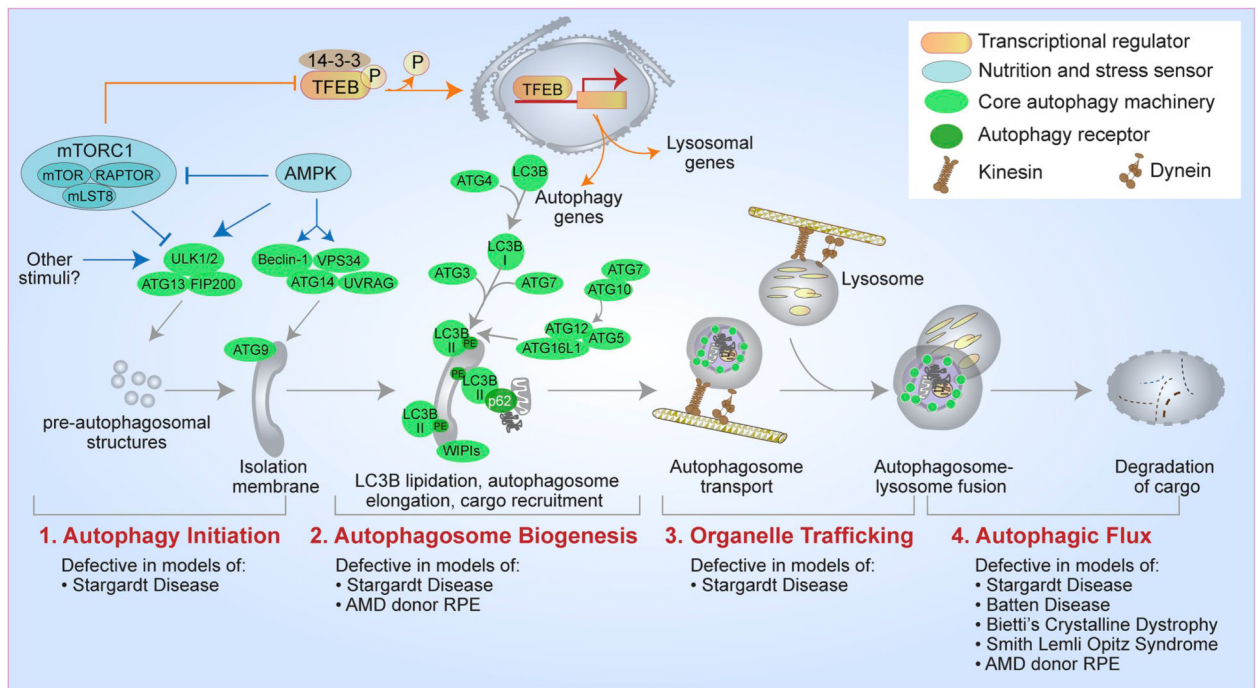 14-3-3
TFEB
P
P
TFEB
Transcriptional regulator
Nutrition and stress sensor
Core autophagy machinery
Autophagy receptor
Kinesin
Dynein
mTORC1
mTOR
RAPTOR
mLST8
AMPK
Lysosomal
genes
Autophagy
genes
ATG4
LC3B
LC3B
I
Other
stimuli?
ULK1/2
ATG13
FIP200
Beclin-1
VPS34
ATG14
UVRAG
ATG3
ATG7
ATG7
ATG10
ATG12
ATG5
ATG16L1
Lysosome
ATG9
LC3B
II
PE
PE
LC3B
II
p62
LC3B
II
PE
WIPIs
pre-autophagosomal
structures
Isolation
membrane
LC3B lipidation, autophagosome
elongation, cargo recruitment
Autophagosome
transport
Autophagosome-
lysosome fusion
Degradation
of cargo
1. Autophagy Initiation
Defective in models of:
• Stargardt Disease
2. Autophagosome Biogenesis
Defective in models of:
• Stargardt Disease
• AMD donor RPE
3. Organelle Trafficking
Defective in models of:
• Stargardt Disease
4. Autophagic Flux
Defective in models of:
• Stargardt Disease
• Batten Disease
• Bietti's Crystalline Dystrophy
• Smith Lemli Opitz Syndrome
• AMD donor RPE